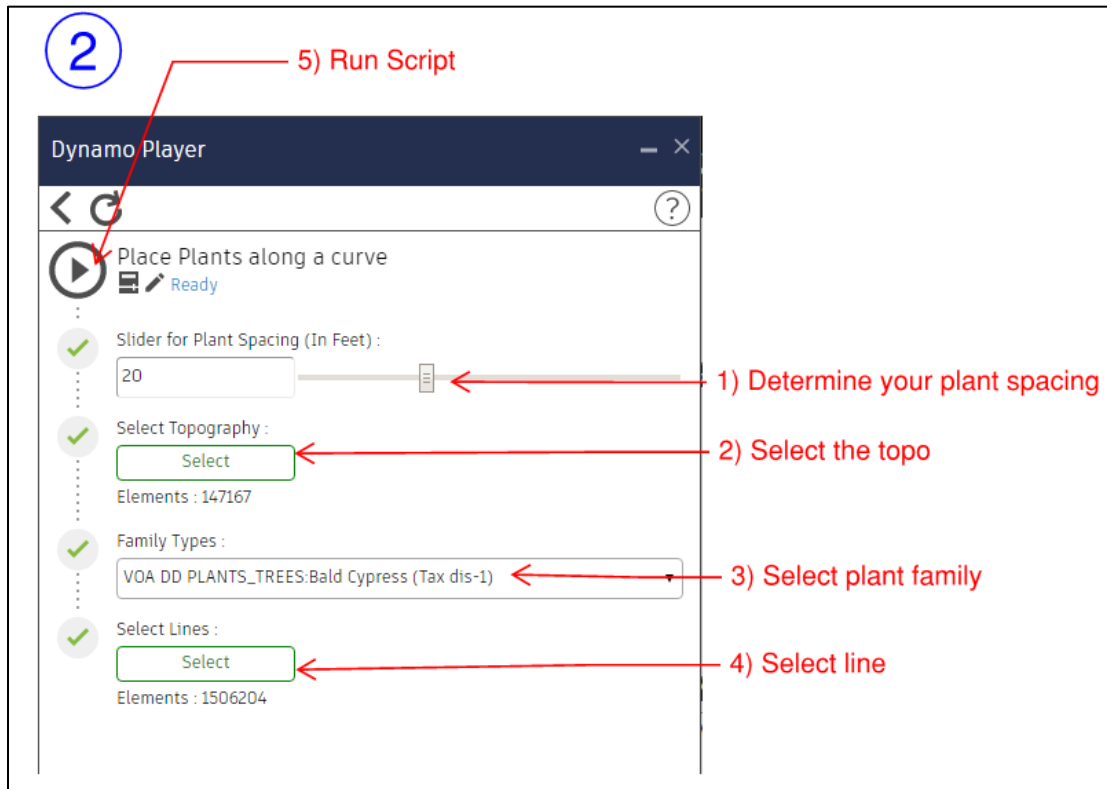 2
5) Run Script
Dynamo Player
?
Place Plants along a curve
Ready
Slider for Plant Spacing (In Feet) :
20
1) Determine your plant spacing
Select Topography :
Select
2) Select the topo
Elements : 147167
Family Types :
VOA DD PLANTS_TREES:Bald Cypress (Tax dis-1)
3) Select plant family
Select Lines :
Select
4) Select line
Elements : 1506204